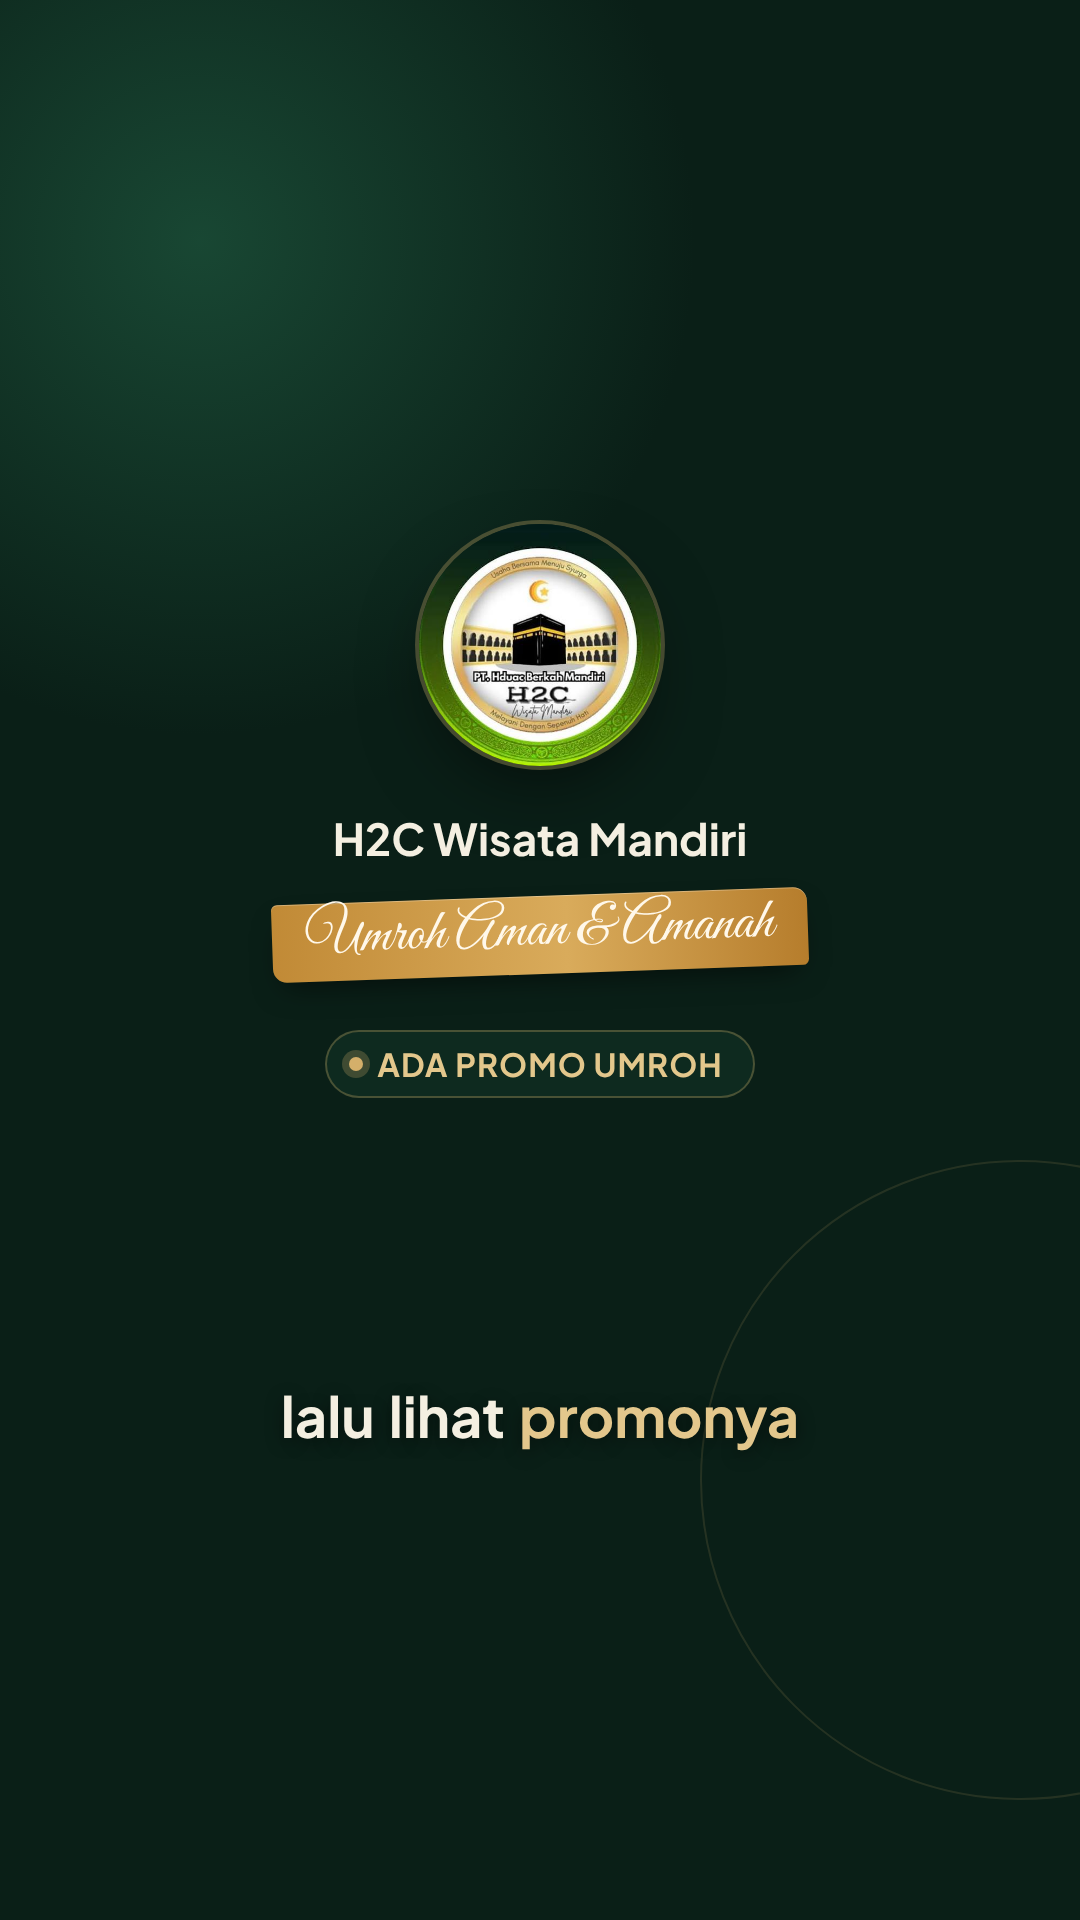 Usaha Bersama Menuju Syurga
PT. Hduac Berkah Mandiri
H2C
Wisata Mandiri
Melayani Dengan Sepenuh Hati
H2C Wisata Mandiri
Umroh Aman & Amanah
ADA PROMO UMROH
lalu lihat promonya